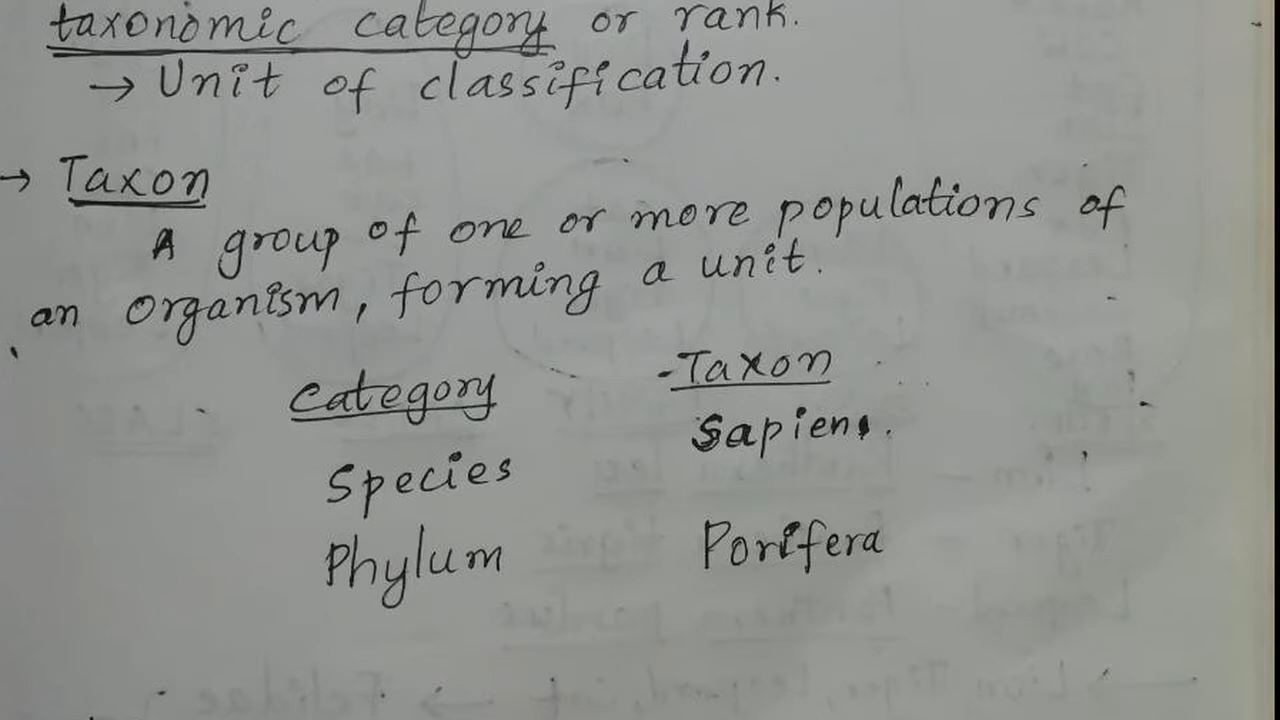 taxonomic category or rank.
→ Unit of classification.
→ Taxon
A group of one or more populations of
an organism, forming a unit.
Category - Taxon
Species Sapiens.
Phylum Porifera